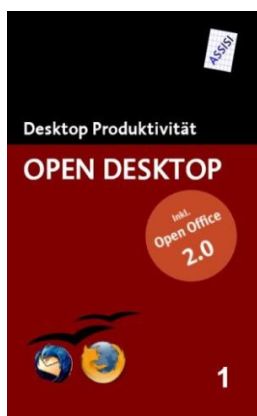 ASSISI
Desktop Produktivität
OPEN DESKTOP
Inkl.
Open Office
2.0
1